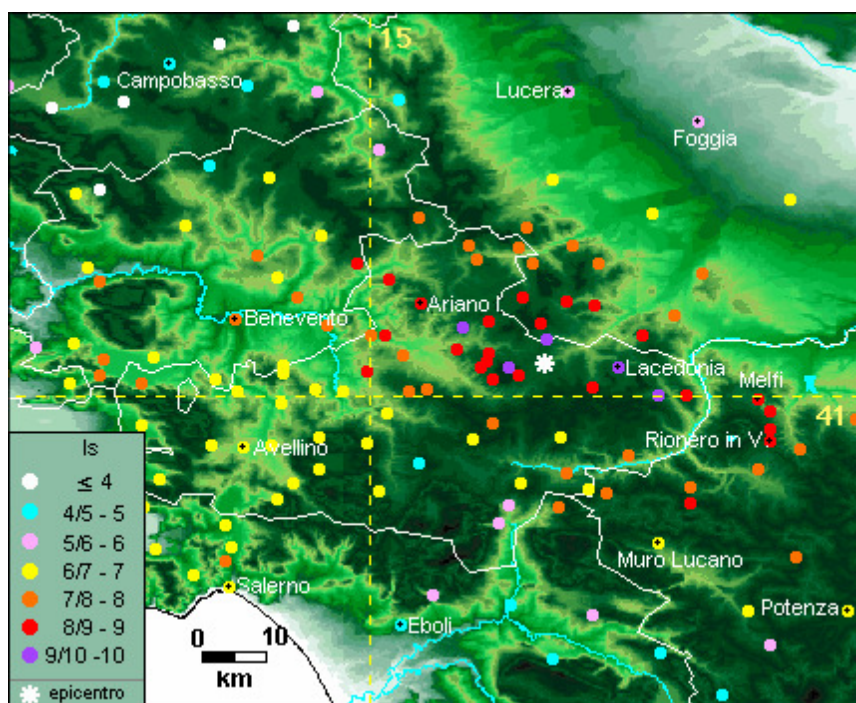 15
Campobasso
Lucera
Foggia
Ariano
Benevento
Lacedonia
Melfi
41
Rionero in V
Avellino
Muro Lucano
Salerno
Potenza
Eboli
0 10
km
Is
≤ 4
4/5 - 5
5/6 - 6
6/7 - 7
7/8 - 8
8/9 - 9
9/10 -10
epicentro